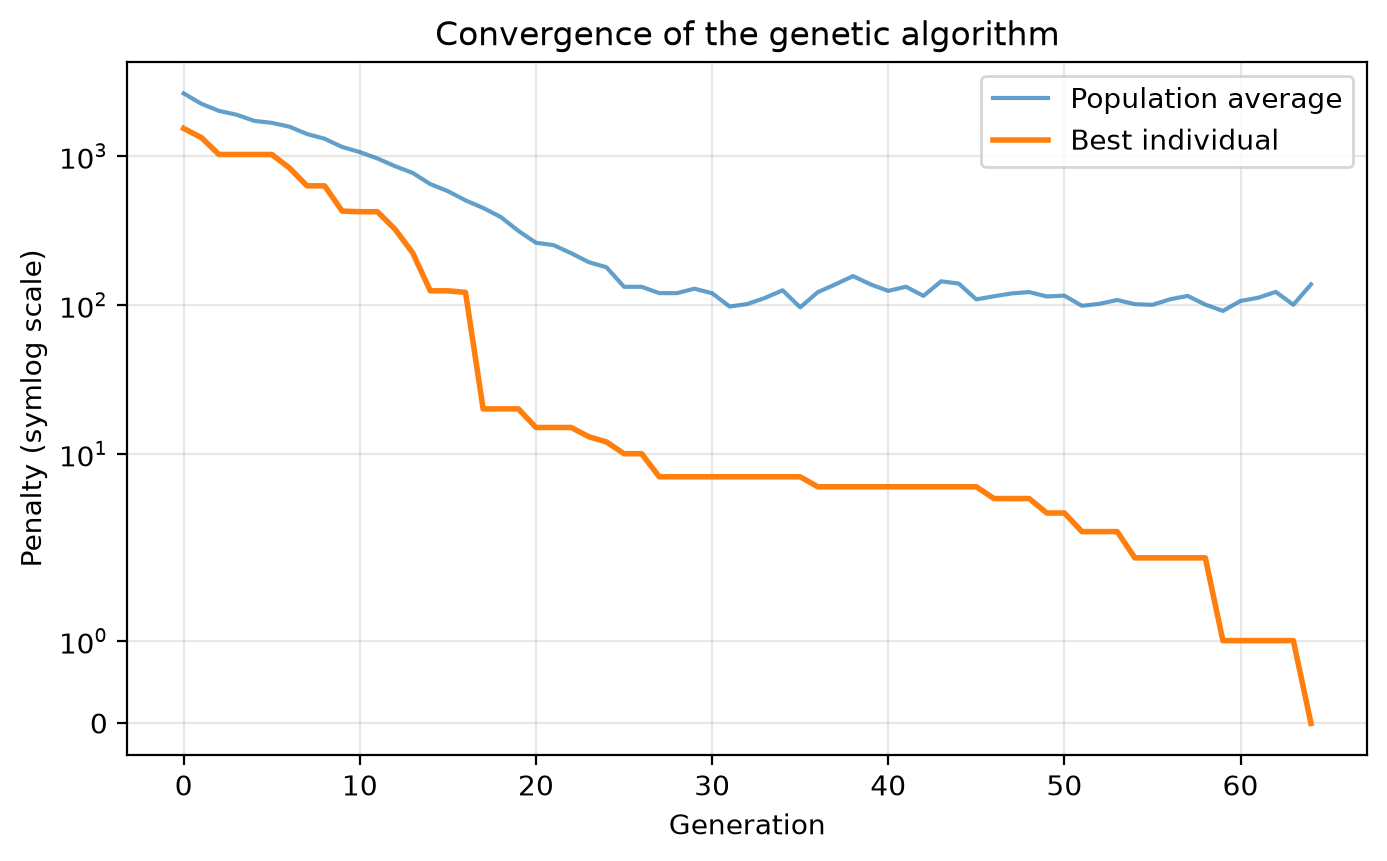 Convergence of the genetic algorithm
Population average
Best individual
Penalty (symlog scale)
10³
10²
10¹
10⁰
0
0 10 20 30 40 50 60
Generation